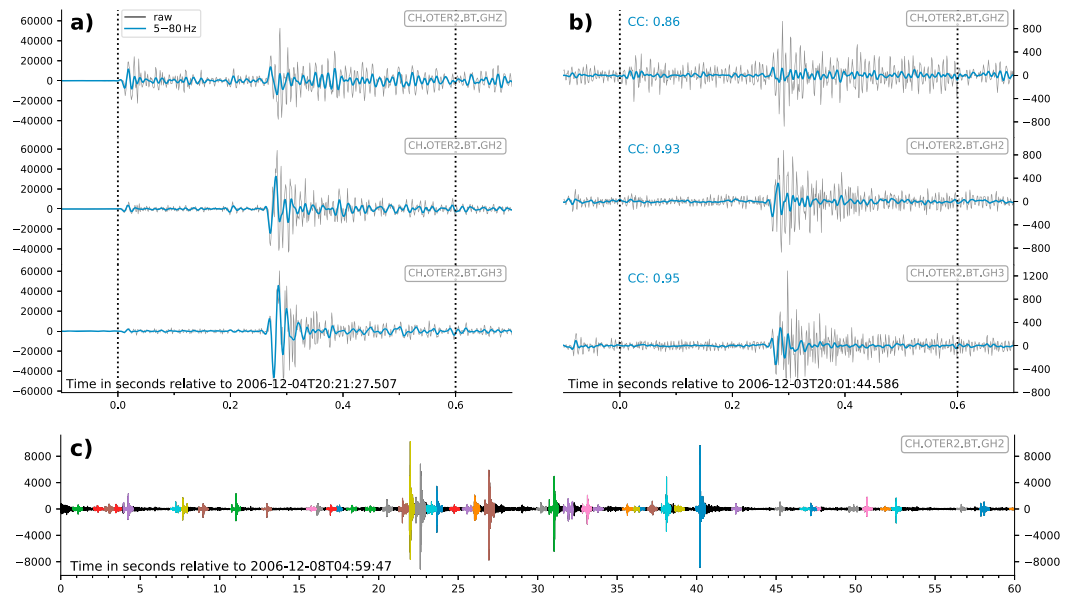 a)
raw
5−80 Hz
CH.OTER2.BT.GHZ
60000
40000
20000
0
−20000
−40000
CH.OTER2.BT.GH2
60000
40000
20000
0
−20000
−40000
CH.OTER2.BT.GH3
60000
40000
20000
0
−20000
−40000
−60000
Time in seconds relative to 2006-12-04T20:21:27.507
0.0 0.2 0.4 0.6
b)
CC: 0.86
CH.OTER2.BT.GHZ
800
400
0
−400
−800
CC: 0.93
CH.OTER2.BT.GH2
800
400
0
−400
−800
CC: 0.95
CH.OTER2.BT.GH3
1200
800
400
0
−400
−800
Time in seconds relative to 2006-12-03T20:01:44.586
0.0 0.2 0.4 0.6
c)
CH.OTER2.BT.GH2
8000 8000
4000 4000
0 0
−4000 −4000
−8000 −8000
Time in seconds relative to 2006-12-08T04:59:47
0 5 10 15 20 25 30 35 40 45 50 55 60